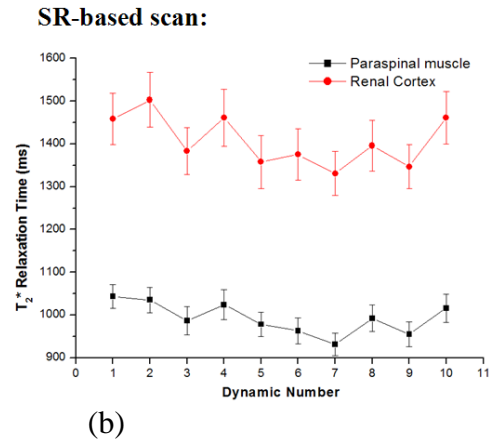 SR-based scan:
Paraspinal muscle
Renal Cortex
1600
1500
1400
1300
1200
1100
1000
900
T2* Relaxation Time (ms)
0 1 2 3 4 5 6 7 8 9 10 11
Dynamic Number
(b)